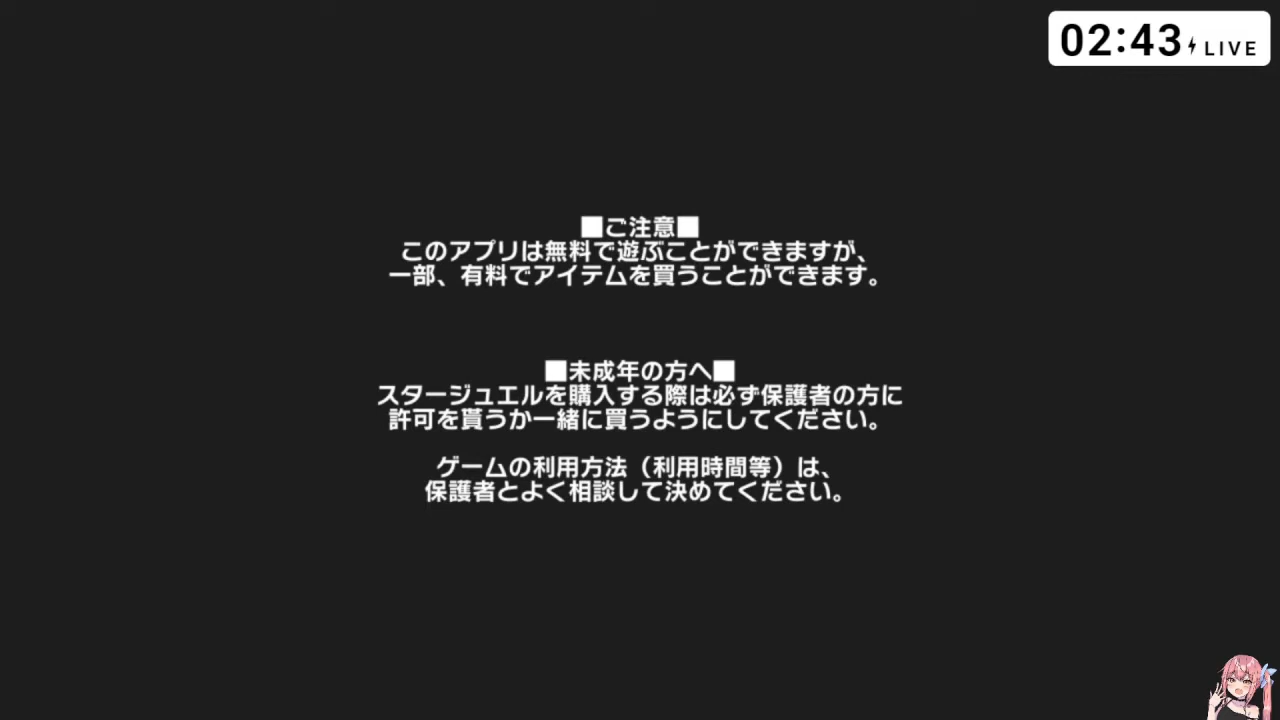 02:43 LIVE
■ご注意■
このアプリは無料で遊ぶことができますが、
一部、有料でアイテムを買うことができます。
■未成年の方へ■
スタージュエルを購入する際は必ず保護者の方に
許可を貰うか一緒に買うようにしてください。
ゲームの利用方法（利用時間等）は、
保護者とよく相談して決めてください。